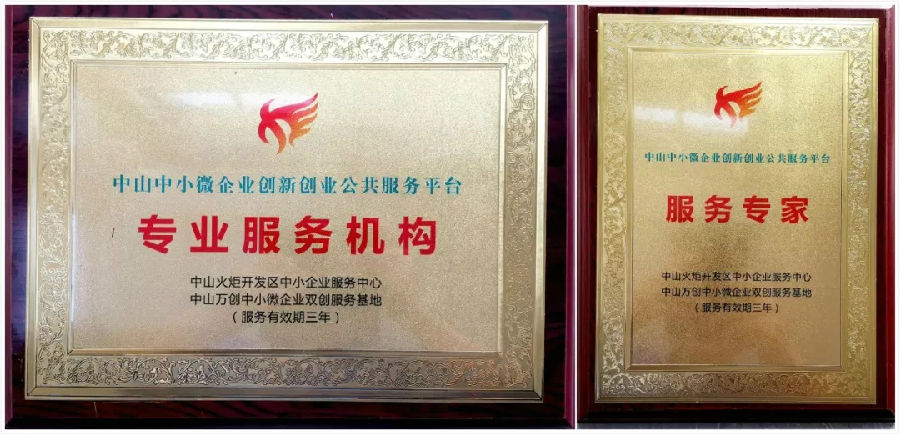 中山中小微企业创新创业公共服务平台
专业服务机构
中山火炬开发区中小企业服务中心
中山万创中小微企业双创服务基地
（服务有效期三年）
中山中小微企业创新创业公共服务平台
服务专家
中山火炬开发区中小企业服务中心
中山万创中小微企业双创服务基地
（服务有效期三年）